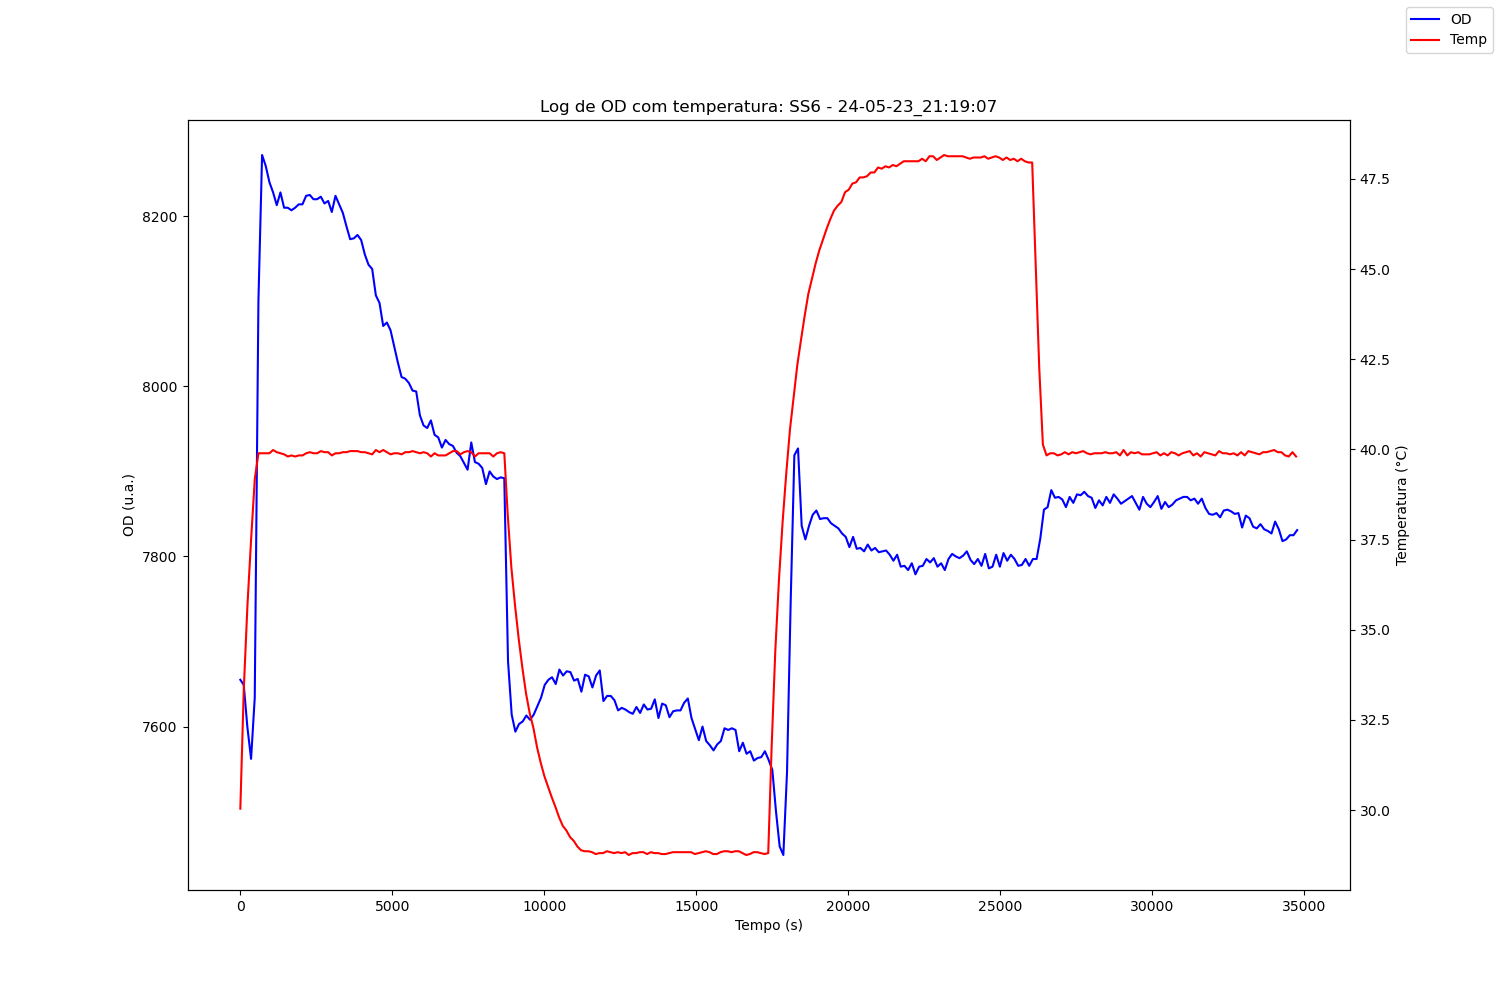 OD
Temp
Log de OD com temperatura: SS6 - 24-05-23_21:19:07
OD (u.a.)
8200
8000
7800
7600
47.5
45.0
42.5
40.0
37.5
35.0
32.5
30.0
Temperatura (°C)
0 5000 10000 15000 20000 25000 30000 35000
Tempo (s)